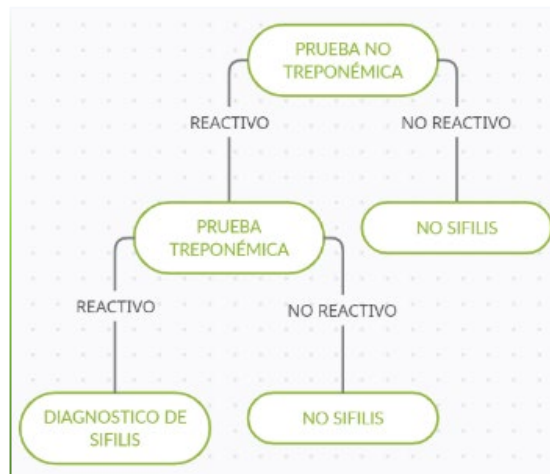 PRUEBA NO
TREPONÉMICA
REACTIVO
NO REACTIVO
PRUEBA
TREPONÉMICA
NO SIFILIS
REACTIVO
NO REACTIVO
DIAGNOSTICO DE
SIFILIS
NO SIFILIS